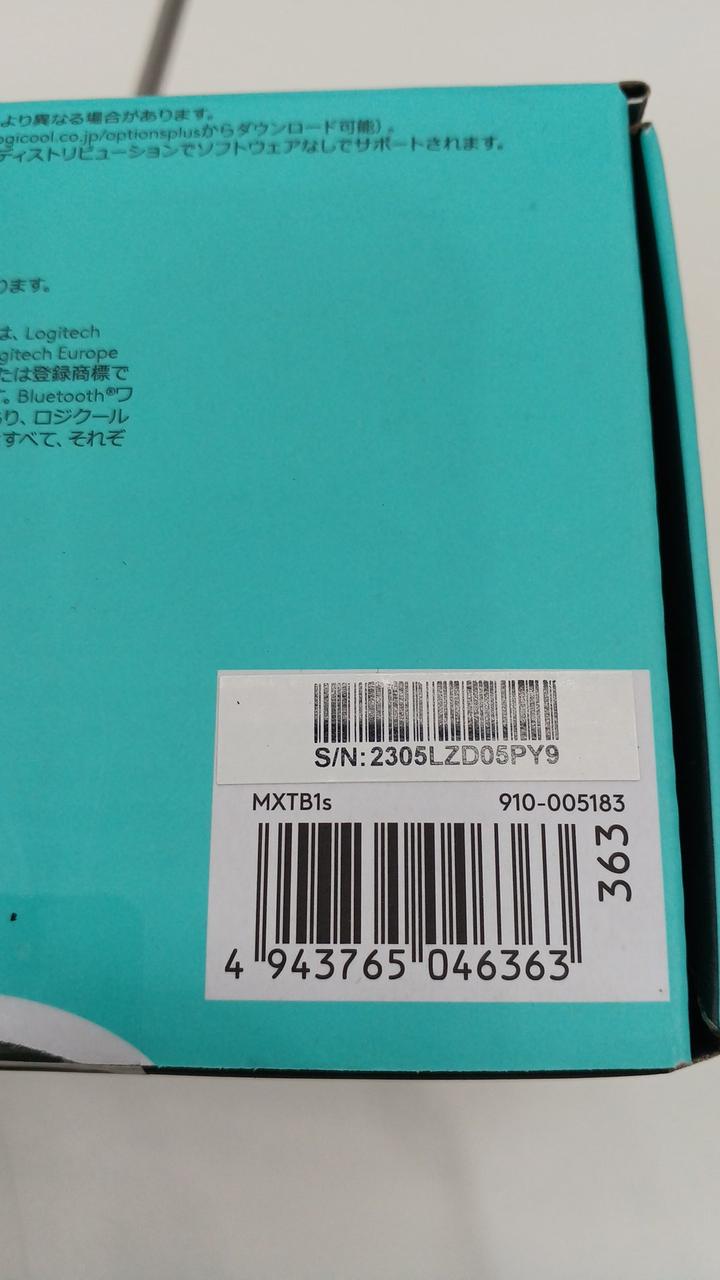 より異なる場合があります。
ogicool.co.jp/optionsplusからダウンロード可能）。
ディストリビューションでソフトウェアなしでサポートされます。
ります。
は、Logitech
gitech Europe
たは登録商標で
す。Bluetooth®ワ
あり、ロジクール
すべて、それぞ
S/N:2305LZD05PY9
MXTB1s 910-005183
363
4 943765 046363